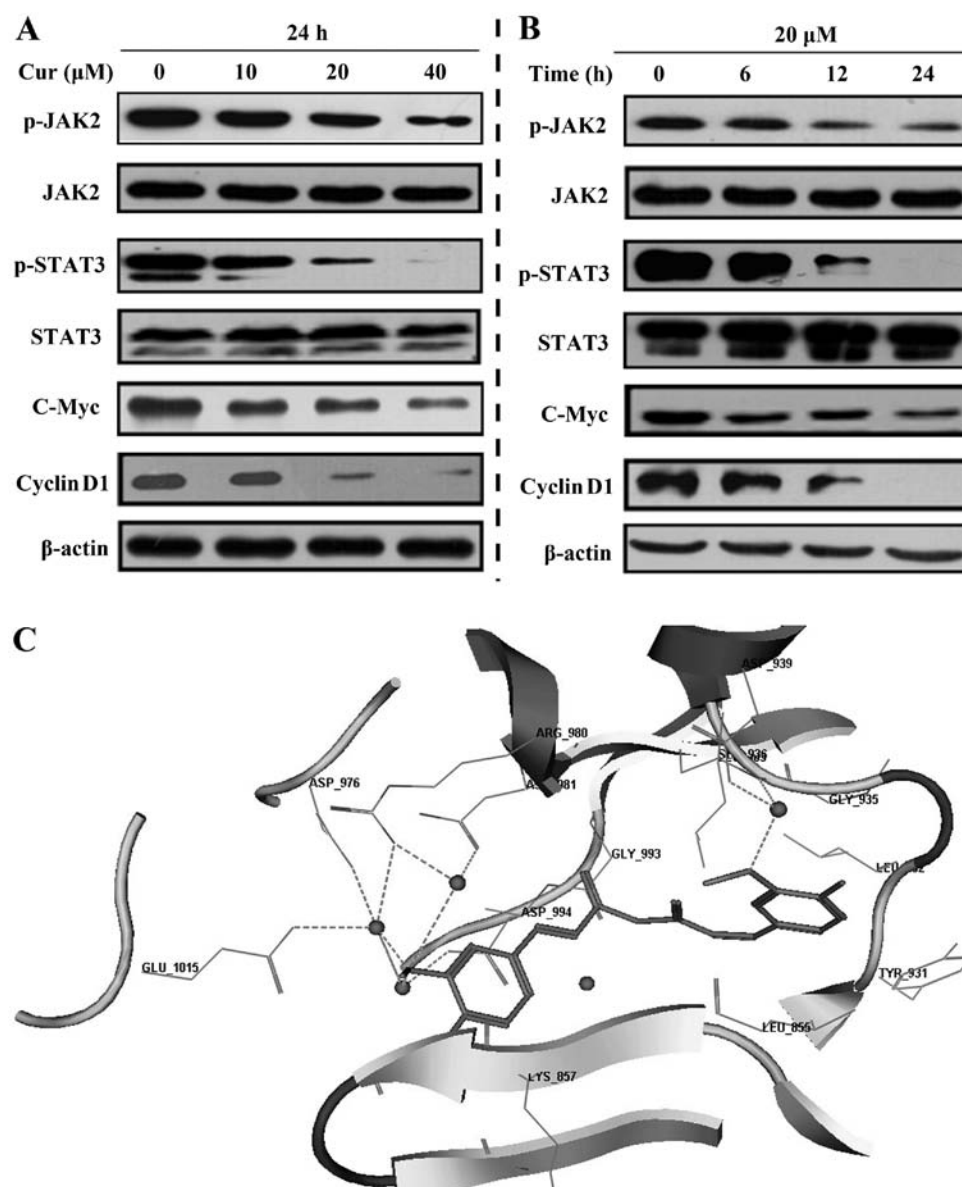 A
24 h
Cur (μM) 0 10 20 40
p-JAK2
JAK2
p-STAT3
STAT3
C-Myc
Cyclin D1
β-actin
B
20 μM
Time (h) 0 6 12 24
p-JAK2
JAK2
p-STAT3
STAT3
C-Myc
Cyclin D1
β-actin
C
ASP_939
ARG_980
ASP_976
GLY_935
GLY_993
ASP_994
GLU_1015
TYR_931
LEU_855
LYS_857